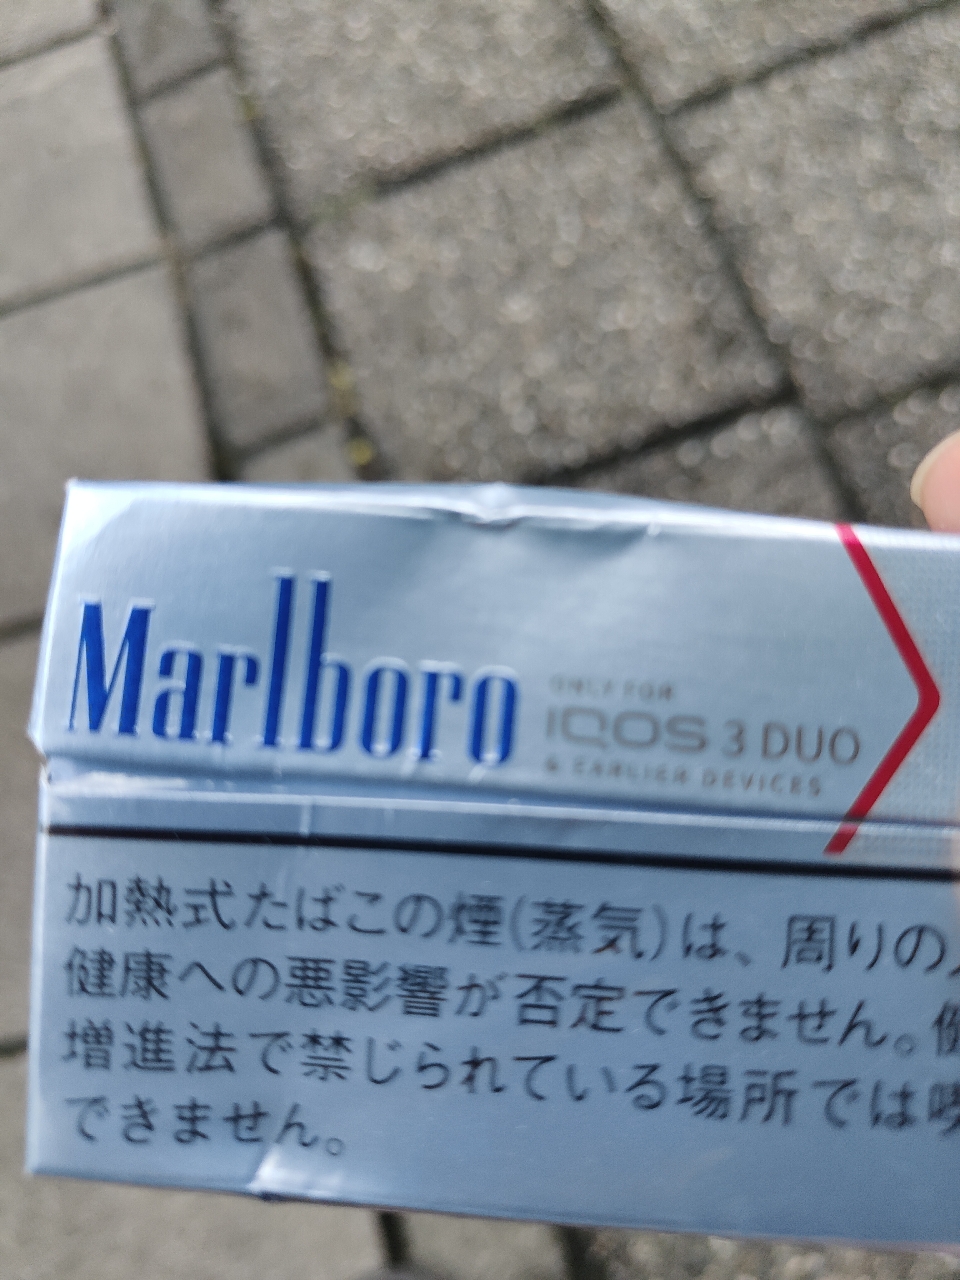 Marlboro
ONLY FOR
IQOS 3 DUO
& EARLIER DEVICES
加熱式たばこの煙(蒸気)は、周りの
健康への悪影響が否定できません。健
増進法で禁じられている場所では喫
できません。